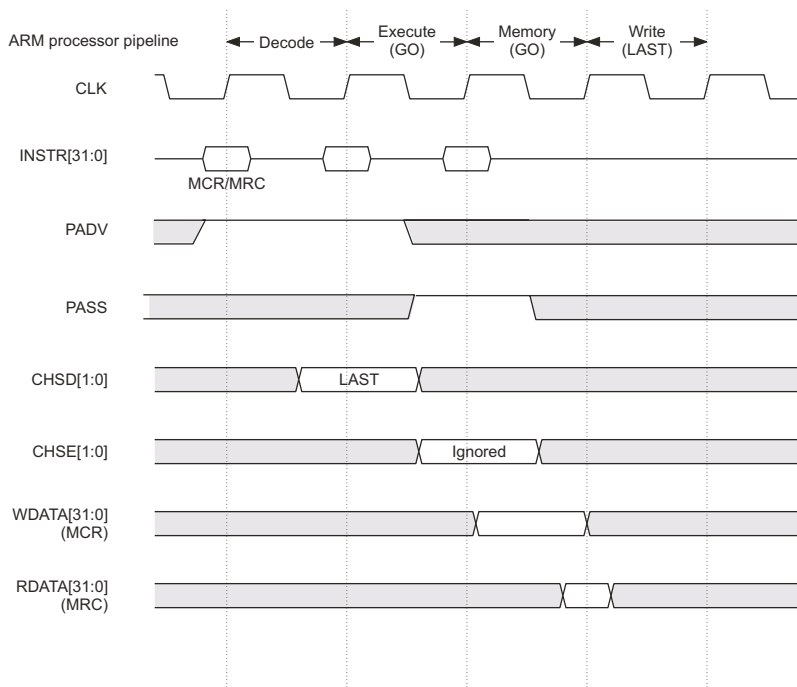 ARM processor pipeline
Decode
Execute
(GO)
Memory
(GO)
Write
(LAST)
CLK
INSTR[31:0]
MCR/MRC
PADV
PASS
CHSD[1:0]
LAST
CHSE[1:0]
Ignored
WDATA[31:0]
(MCR)
RDATA[31:0]
(MRC)